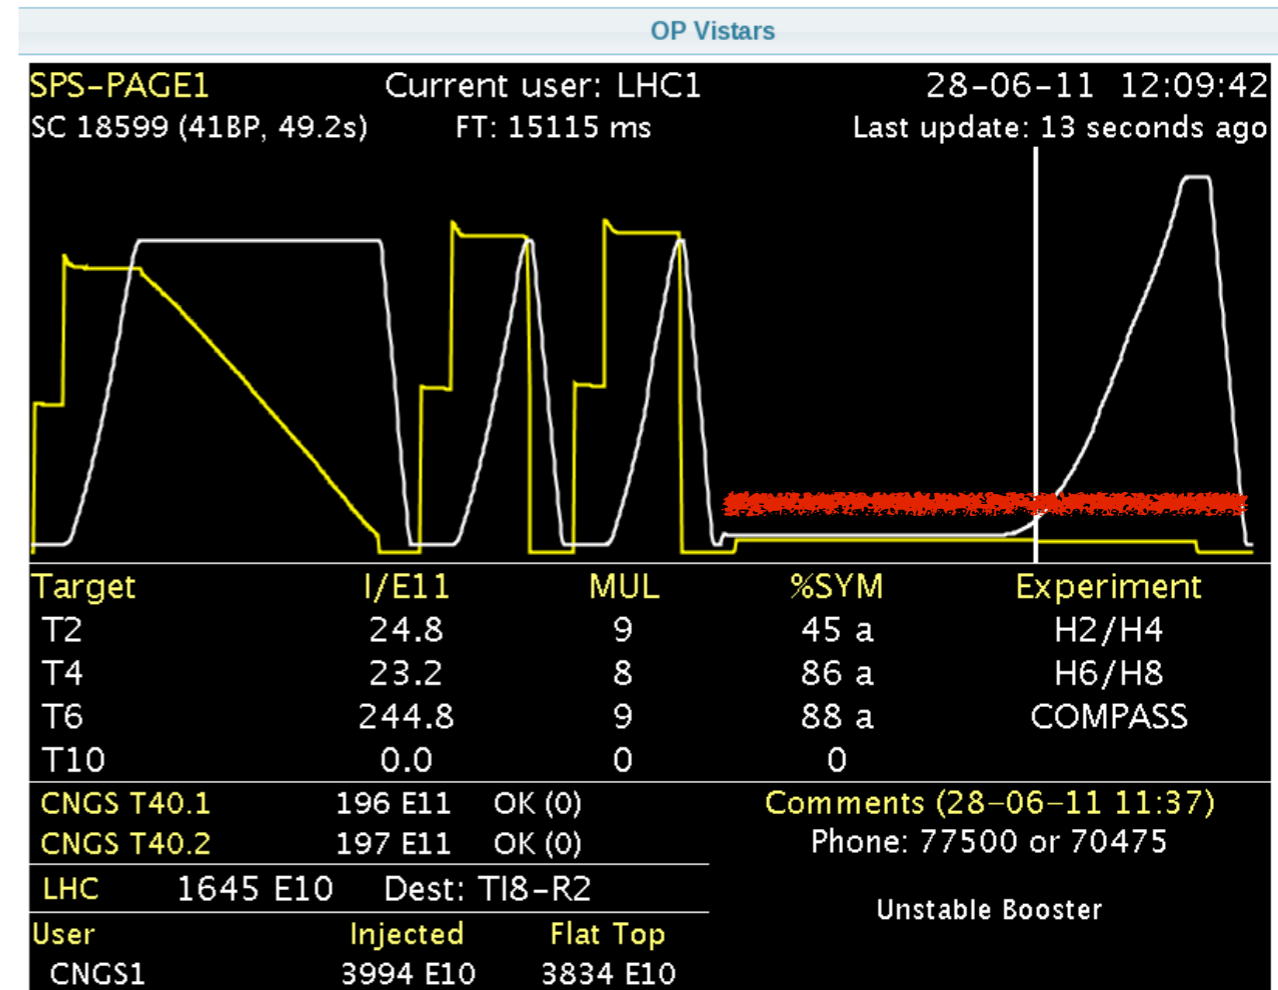 OP Vistars
SPS-PAGE1 Current user: LHC1 28-06-11 12:09:42
SC 18599 (41BP, 49.2s) FT: 15115 ms Last update: 13 seconds ago
Target I/E11 MUL %SYM Experiment
T2 24.8 9 45 a H2/H4
T4 23.2 8 86 a H6/H8
T6 244.8 9 88 a COMPASS
T10 0.0 0 0
CNGS T40.1 196 E11 OK (0)
CNGS T40.2 197 E11 OK (0)
LHC 1645 E10 Dest: TI8-R2
User Injected Flat Top
CNGS1 3994 E10 3834 E10
Comments (28-06-11 11:37)
Phone: 77500 or 70475
Unstable Booster